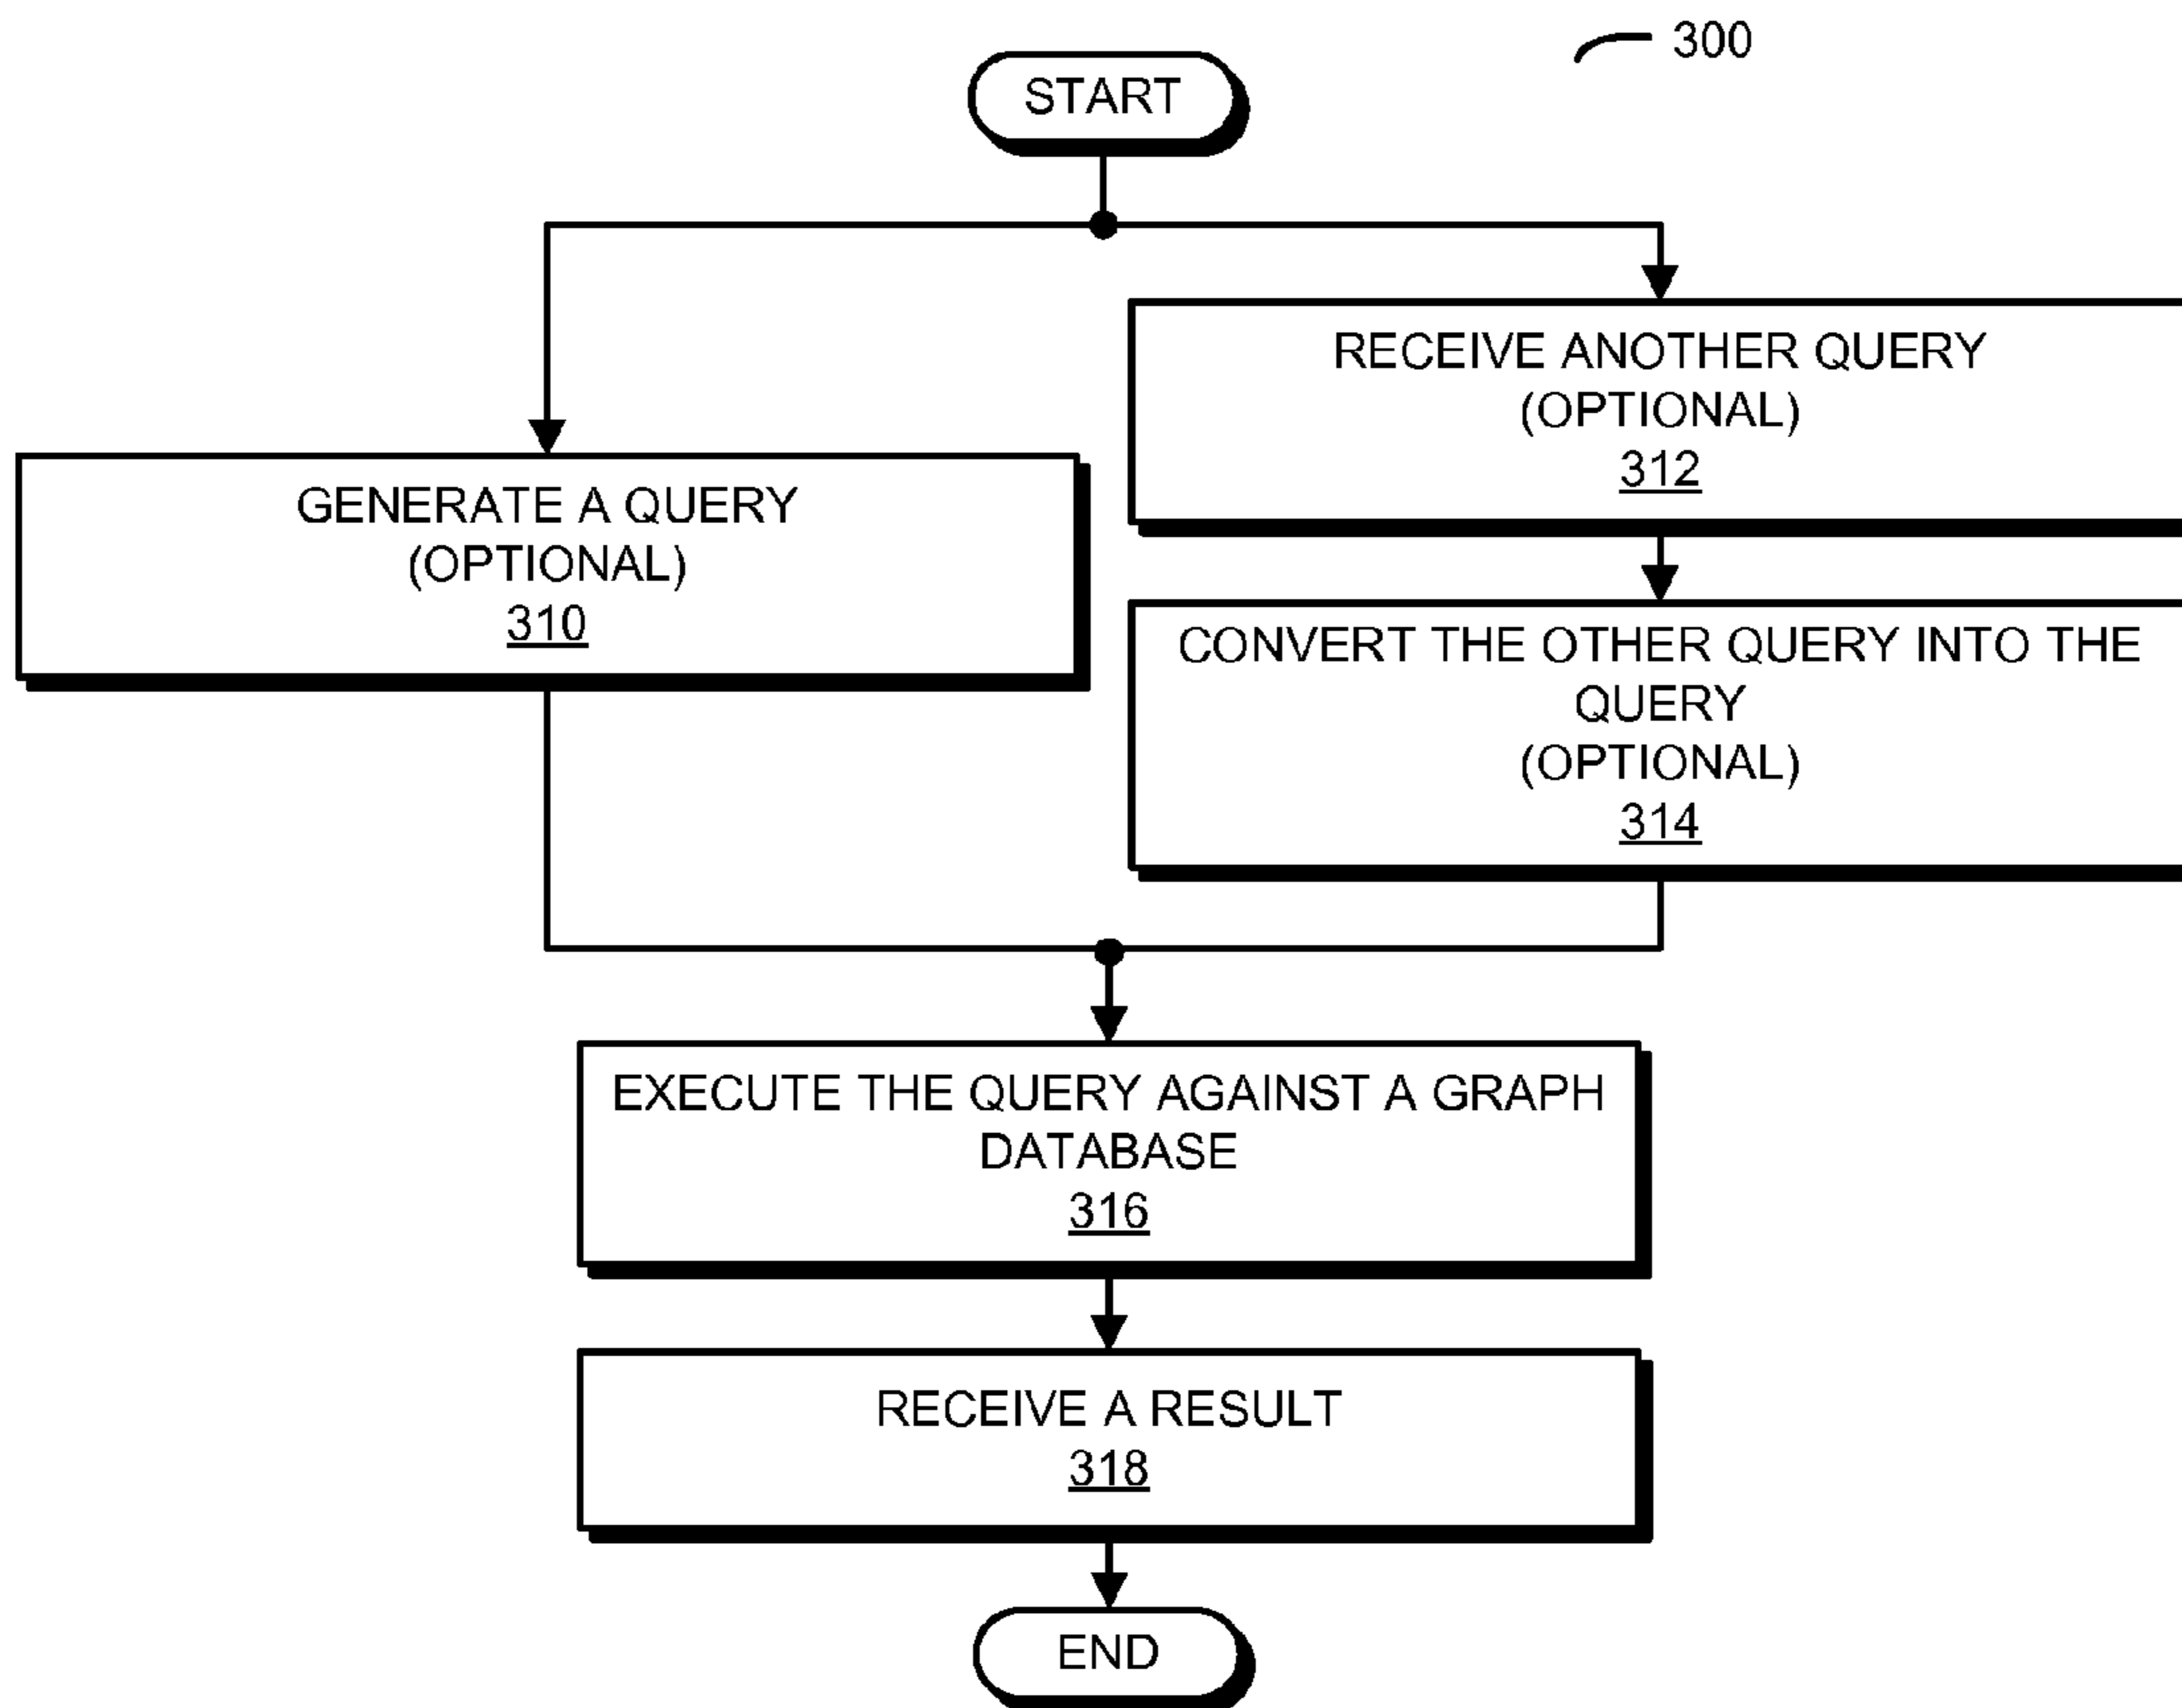 300
START
RECEIVE ANOTHER QUERY
(OPTIONAL)
312
GENERATE A QUERY
(OPTIONAL)
310
CONVERT THE OTHER QUERY INTO THE
QUERY
(OPTIONAL)
314
EXECUTE THE QUERY AGAINST A GRAPH
DATABASE
316
RECEIVE A RESULT
318
END